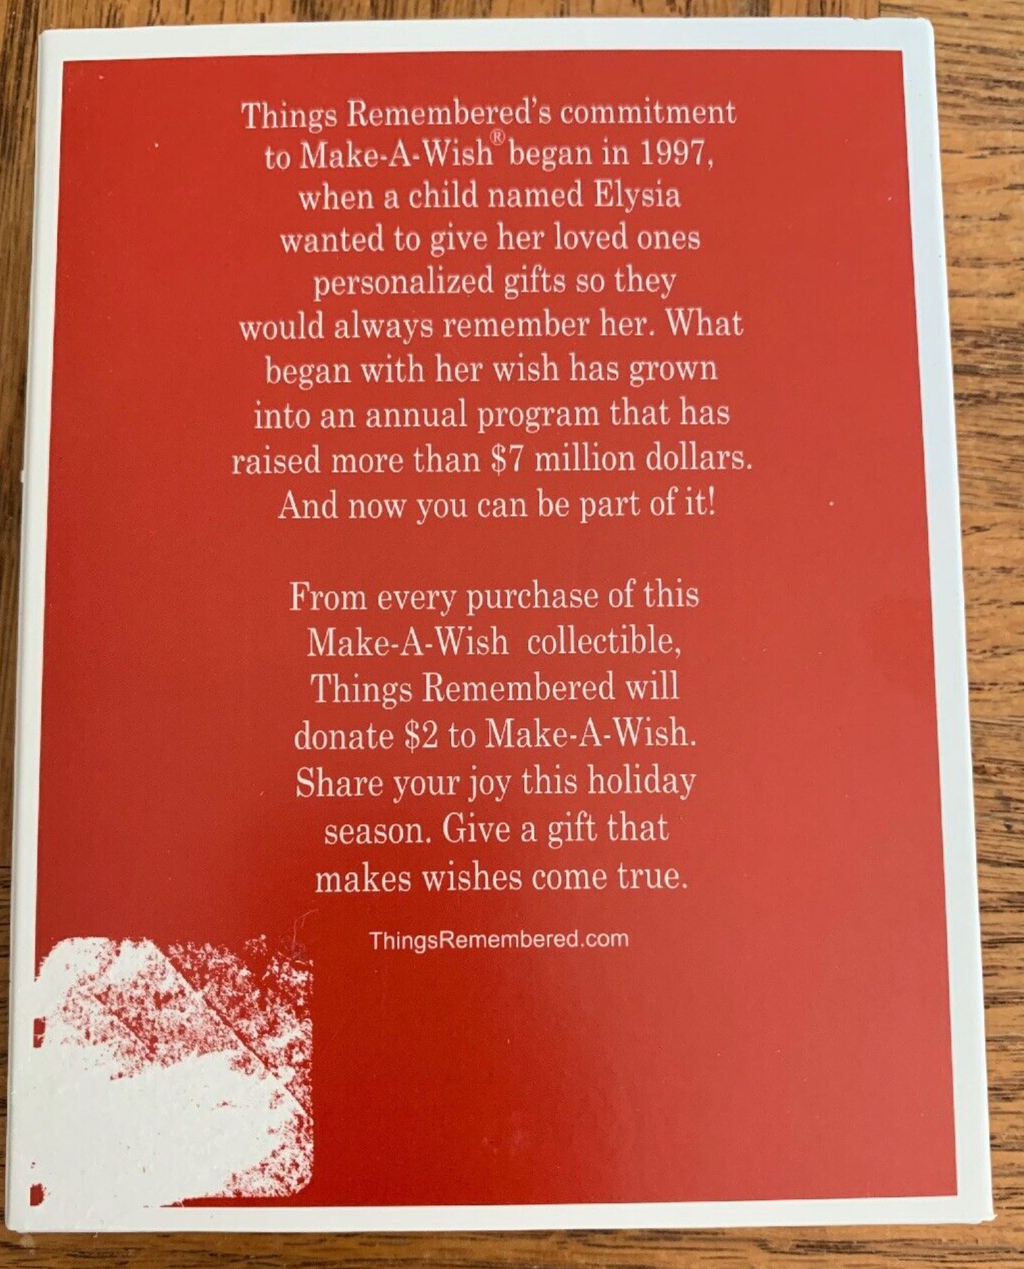 Things Remembered's commitment
to Make-A-Wish® began in 1997,
when a child named Elysia
wanted to give her loved ones
personalized gifts so they
would always remember her. What
began with her wish has grown
into an annual program that has
raised more than $7 million dollars.
And now you can be part of it!
From every purchase of this
Make-A-Wish collectible,
Things Remembered will
donate $2 to Make-A-Wish.
Share your joy this holiday
season. Give a gift that
makes wishes come true.
ThingsRemembered.com